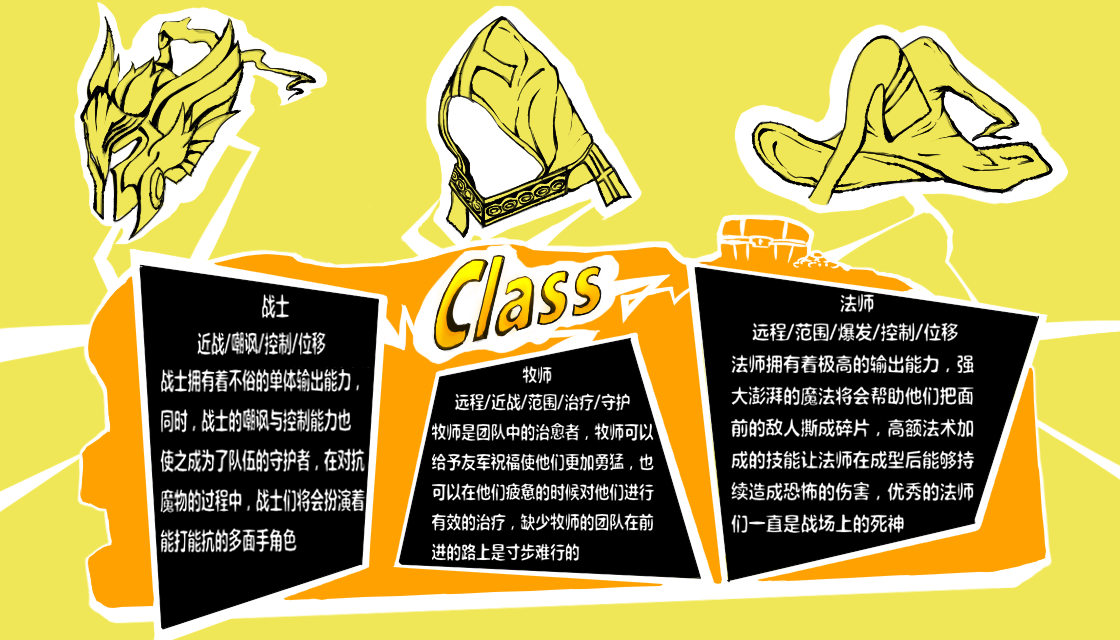 Class
战士
近战/嘲讽/控制/位移
战士拥有着不俗的单体输出能力，
同时，战士的嘲讽与控制能力也
使之成为了队伍的守护者，在对抗
魔物的过程中，战士们将会扮演着
能打能抗的多面手角色
牧师
远程/近战/范围/治疗/守护
牧师是团队中的治愈者，牧师可以
给予友军祝福使他们更加勇猛，也
可以在他们疲惫的时候对他们进行
有效的治疗，缺少牧师的团队在前
进的路上是寸步难行的
法师
远程/范围/爆发/控制/位移
法师拥有着极高的输出能力，强
大澎湃的魔法将会帮助他们把面
前的敌人撕成碎片，高额法术加
成的技能让法师在成型后能够持
续造成恐怖的伤害，优秀的法师
们一直是战场上的死神